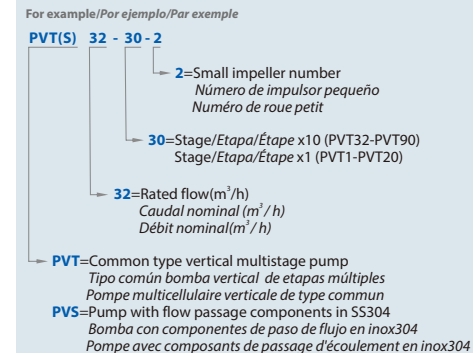 For example/Por ejemplo/Par exemple
PVT(S) 32 - 30 - 2
2=Small impeller number
Número de impulsor pequeño
Numéro de roue petit
30=Stage/Etapa/Étape x10 (PVT32-PVT90)
Stage/Etapa/Étape x1 (PVT1-PVT20)
32=Rated flow(m³/h)
Caudal nominal (m³/ h)
Débit nominal(m³/ h)
PVT=Common type vertical multistage pump
Tipo común bomba vertical de etapas múltiples
Pompe multicellulaire verticale de type commun
PVS=Pump with flow passage components in SS304
Bomba con componentes de paso de flujo en inox304
Pompe avec composants de passage d'écoulement en inox304